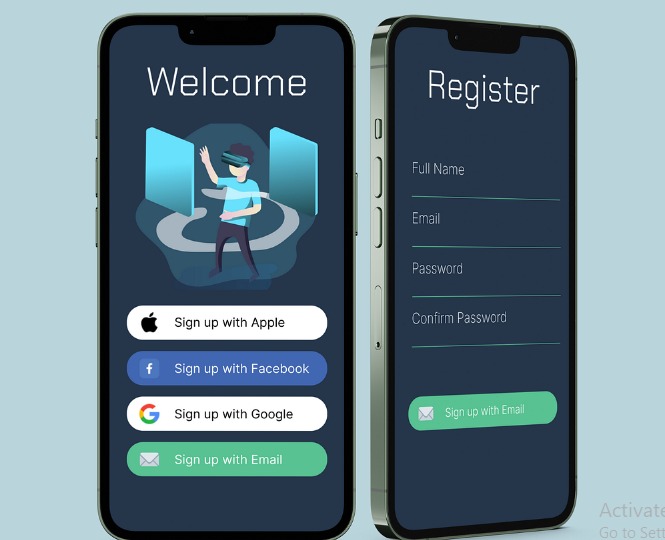 Welcome
Sign up with Apple
Sign up with Facebook
Sign up with Google
Sign up with Email
Register
Full Name
Email
Password
Confirm Password
Sign up with Email
Activate
Go to Sett